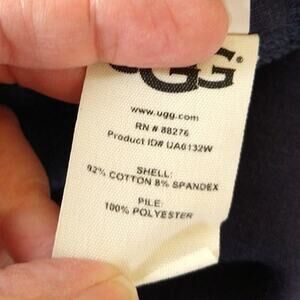 UGG®
www.ugg.com
RN # 88276
Product ID# UA6132W
SHELL:
92% COTTON 8% SPANDEX
PILE:
100% POLYESTER